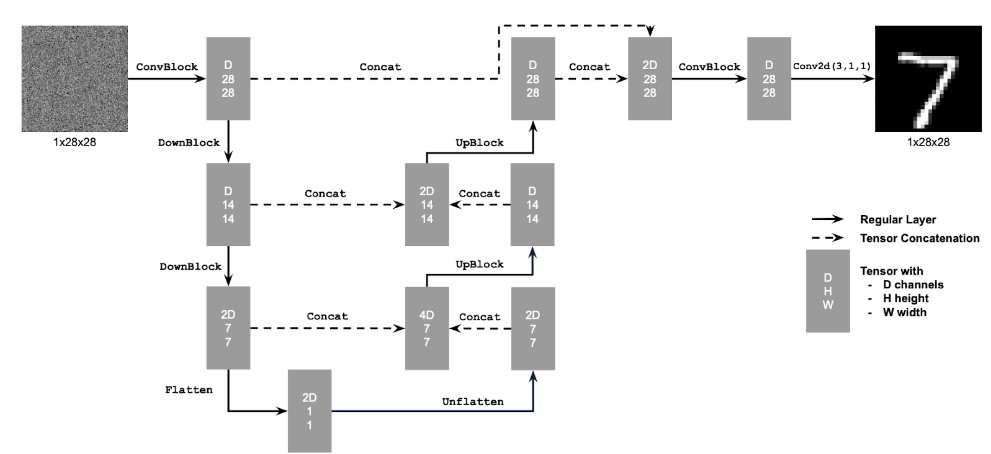 1x28x28
ConvBlock
D
28
28
Concat
D
28
28
Concat
2D
28
28
ConvBlock
D
28
28
Conv2d(3,1,1)
1x28x28
DownBlock
UpBlock
D
14
14
Concat
2D
14
14
Concat
D
14
14
DownBlock
UpBlock
2D
7
7
Concat
4D
7
7
Concat
2D
7
7
Flatten
2D
1
1
Unflatten
Regular Layer
Tensor Concatenation
D
H
W
Tensor with
- D channels
- H height
- W width